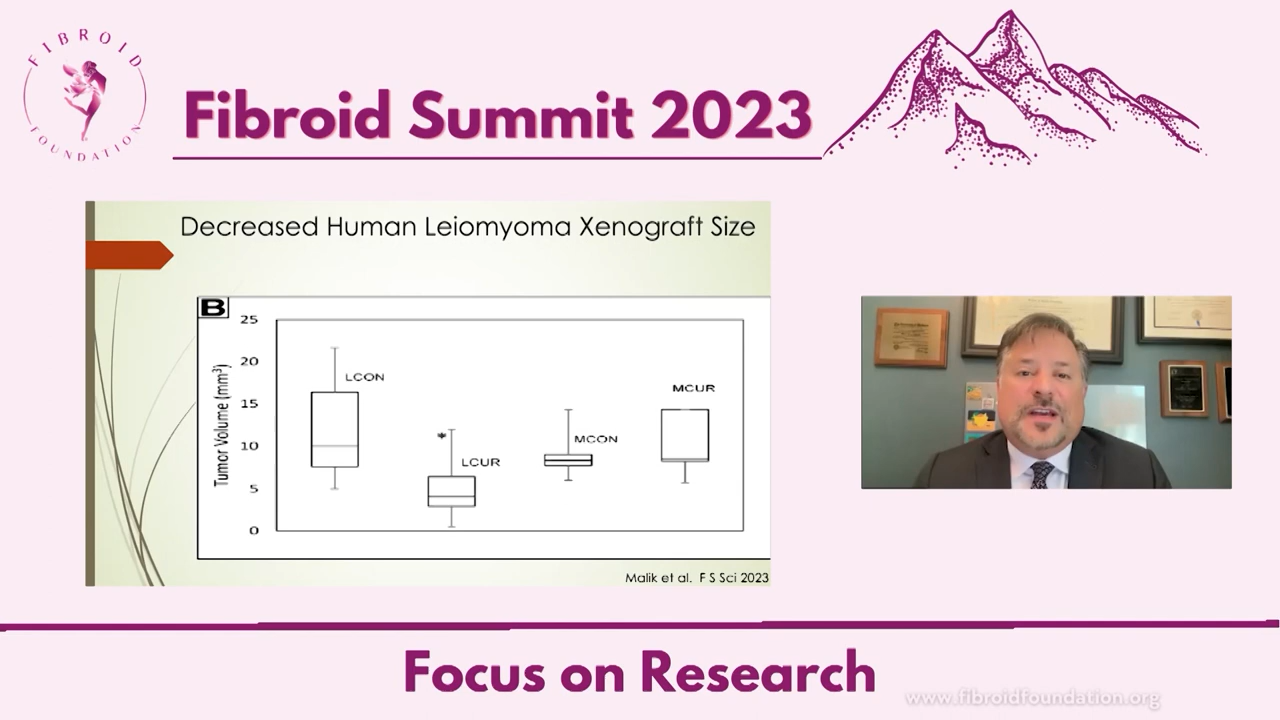 FIBROID
FOUNDATION
Fibroid Summit 2023
Decreased Human Leiomyoma Xenograft Size
B
Tumor Volume (mm³)
25
20
15
10
5
0
LCON
*
LCUR
MCON
MCUR
Malik et al. F S Sci 2023
Focus on Research
www.fibroidfoundation.org